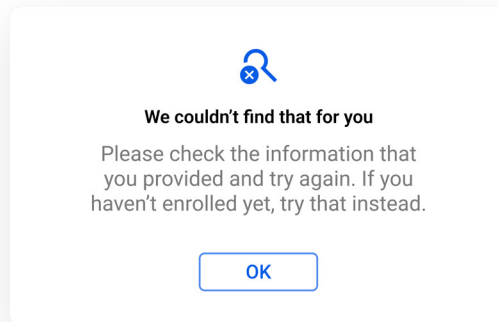 We couldn’t find that for you
Please check the information that
you provided and try again. If you
haven’t enrolled yet, try that instead.
OK